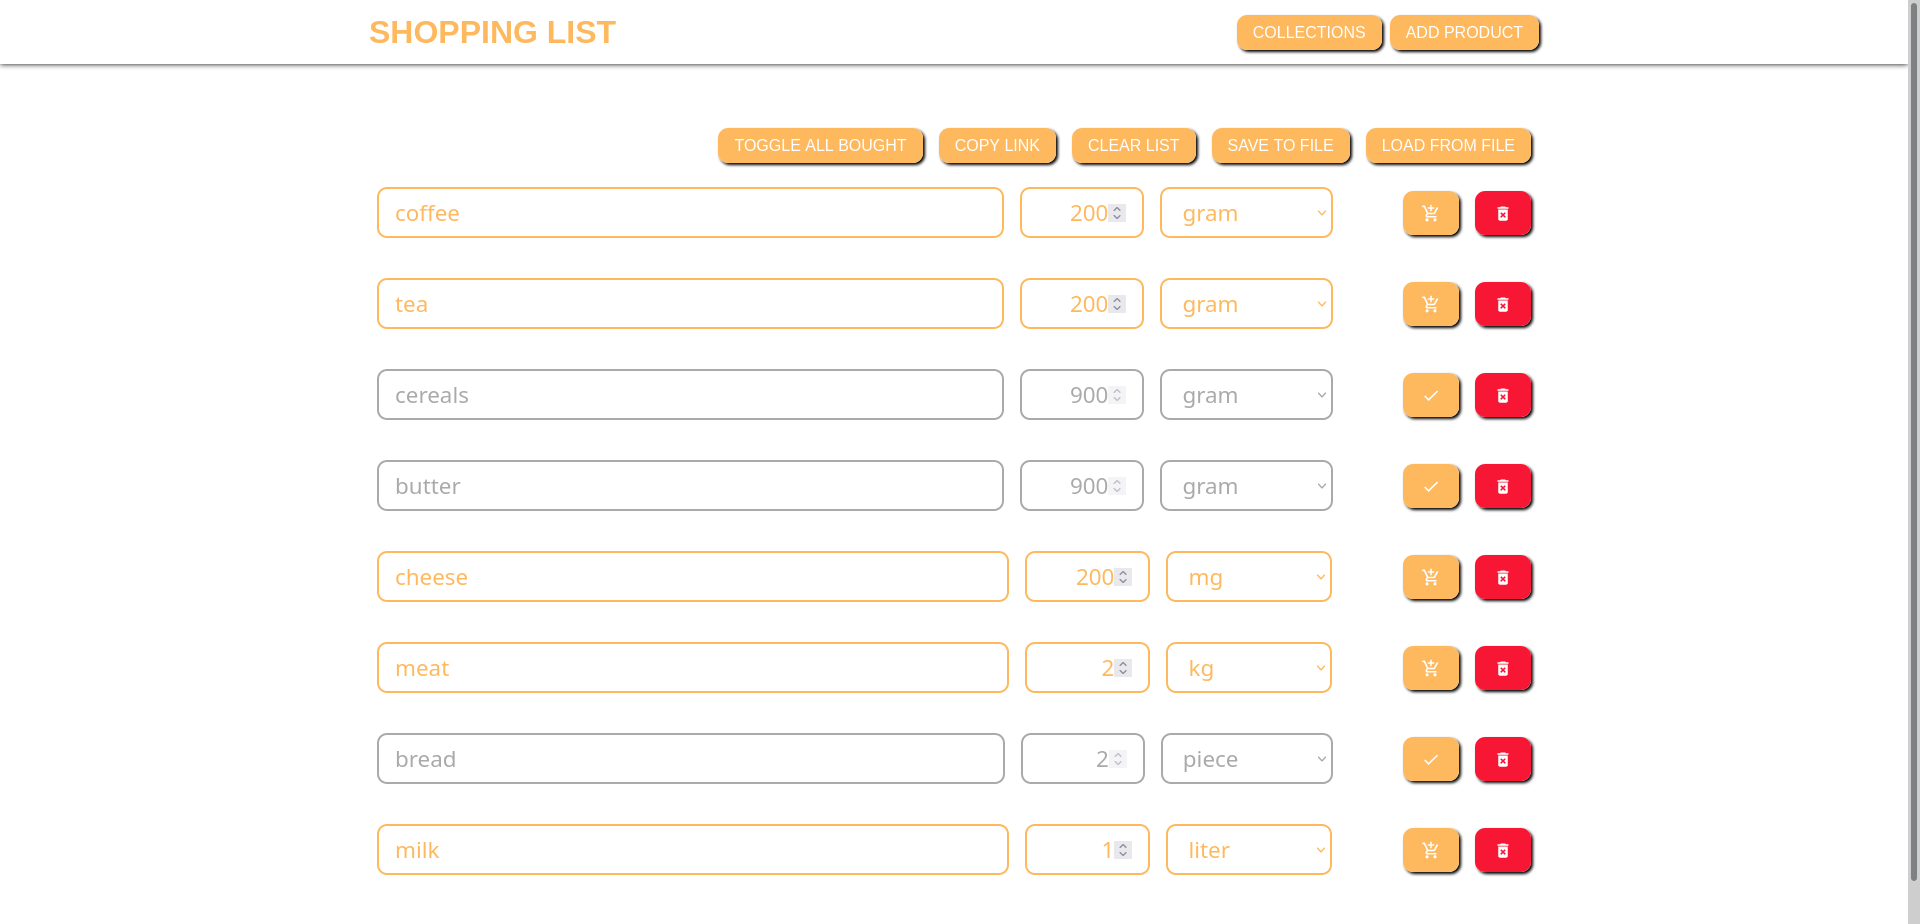 SHOPPING LIST COLLECTIONS ADD PRODUCT
TOGGLE ALL BOUGHT COPY LINK CLEAR LIST SAVE TO FILE LOAD FROM FILE
coffee 200 gram
tea 200 gram
cereals 900 gram
butter 900 gram
cheese 200 mg
meat 2 kg
bread 2 piece
milk 1 liter